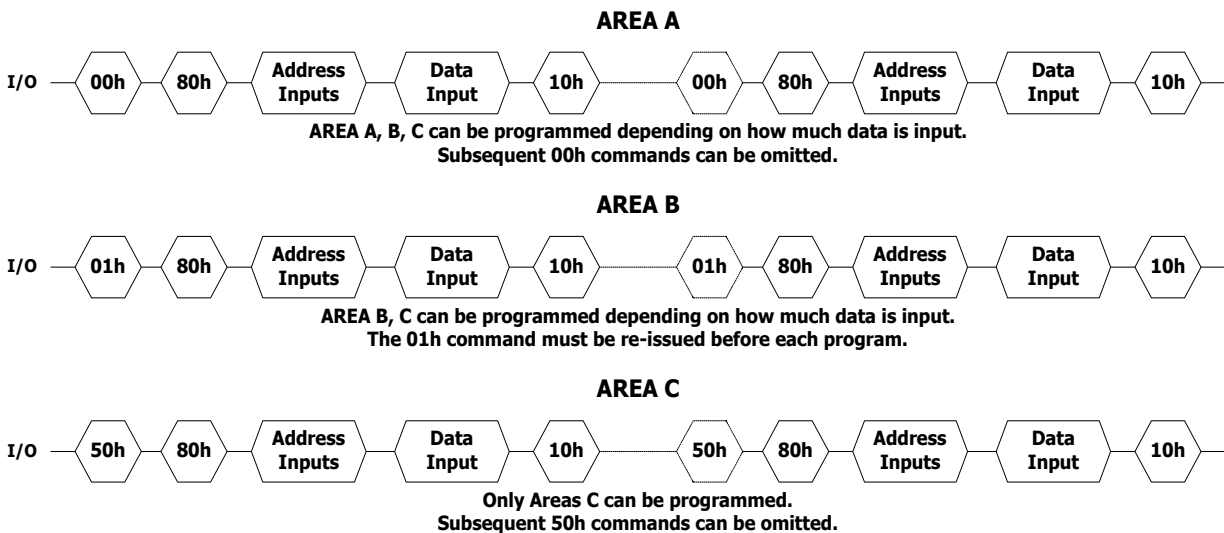 AREA A
I/O 00h 80h Address Inputs Data Input 10h 00h 80h Address Inputs Data Input 10h
AREA A, B, C can be programmed depending on how much data is input.
Subsequent 00h commands can be omitted.
AREA B
I/O 01h 80h Address Inputs Data Input 10h 01h 80h Address Inputs Data Input 10h
AREA B, C can be programmed depending on how much data is input.
The 01h command must be re-issued before each program.
AREA C
I/O 50h 80h Address Inputs Data Input 10h 50h 80h Address Inputs Data Input 10h
Only Areas C can be programmed.
Subsequent 50h commands can be omitted.